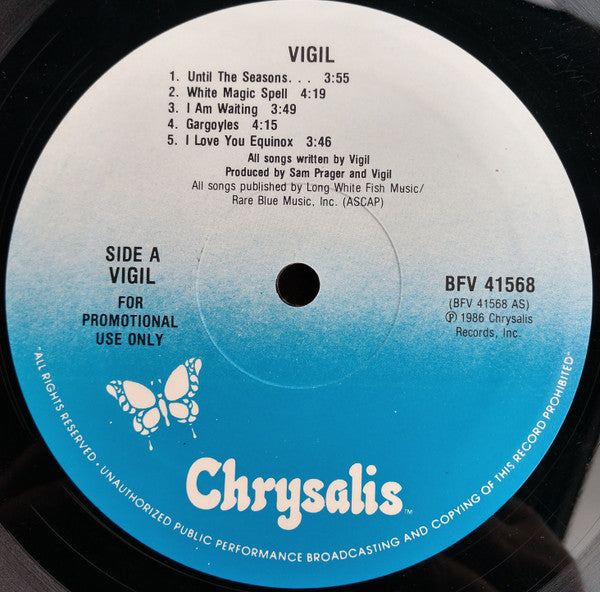 VIGIL
1. Until The Seasons. . . 3:55
2. White Magic Spell 4:19
3. I Am Waiting 3:49
4. Gargoyles 4:15
5. I Love You Equinox 3:46
All songs written by Vigil
Produced by Sam Prager and Vigil
All songs published by Long White Fish Music/
Rare Blue Music, Inc. (ASCAP)
SIDE A
VIGIL
FOR
PROMOTIONAL
USE ONLY
BFV 41568
(BFV 41568 AS)
℗ 1986 Chrysalis
Records, Inc.
Chrysalis™
"ALL RIGHTS RESERVED • UNAUTHORIZED PUBLIC PERFORMANCE BROADCASTING AND COPYING OF THIS RECORD PROHIBITED"